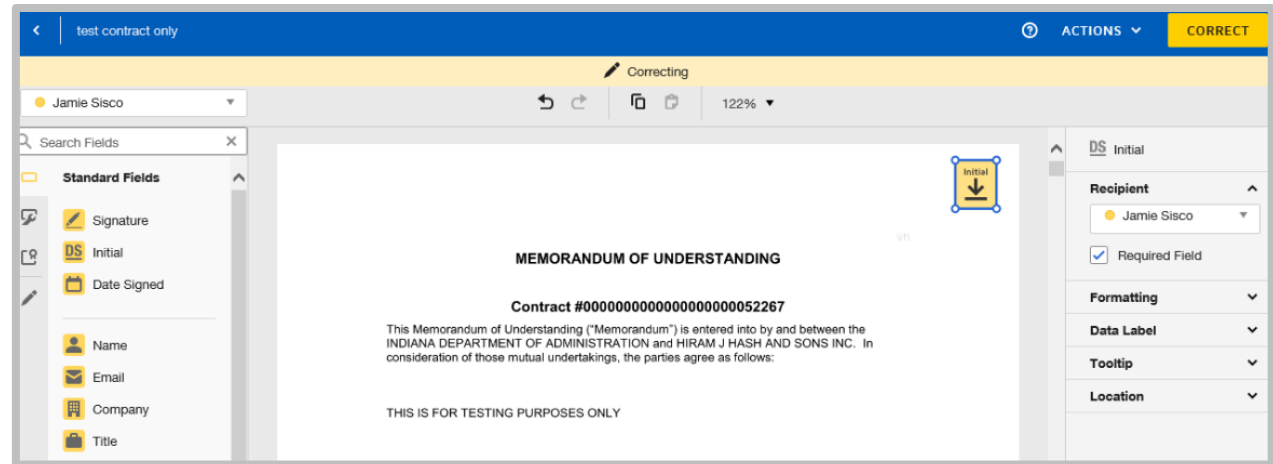 test contract only
ACTIONS
CORRECT
Correcting
Jamie Sisco
122%
Search Fields
Standard Fields
Signature
DS Initial
Date Signed
Name
Email
Company
Title
Initial
MEMORANDUM OF UNDERSTANDING
Contract #0000000000000000000052267
This Memorandum of Understanding (“Memorandum”) is entered into by and between the
INDIANA DEPARTMENT OF ADMINISTRATION and HIRAM J HASH AND SONS INC. In
consideration of those mutual undertakings, the parties agree as follows:
THIS IS FOR TESTING PURPOSES ONLY
DS Initial
Recipient
Jamie Sisco
Required Field
Formatting
Data Label
Tooltip
Location